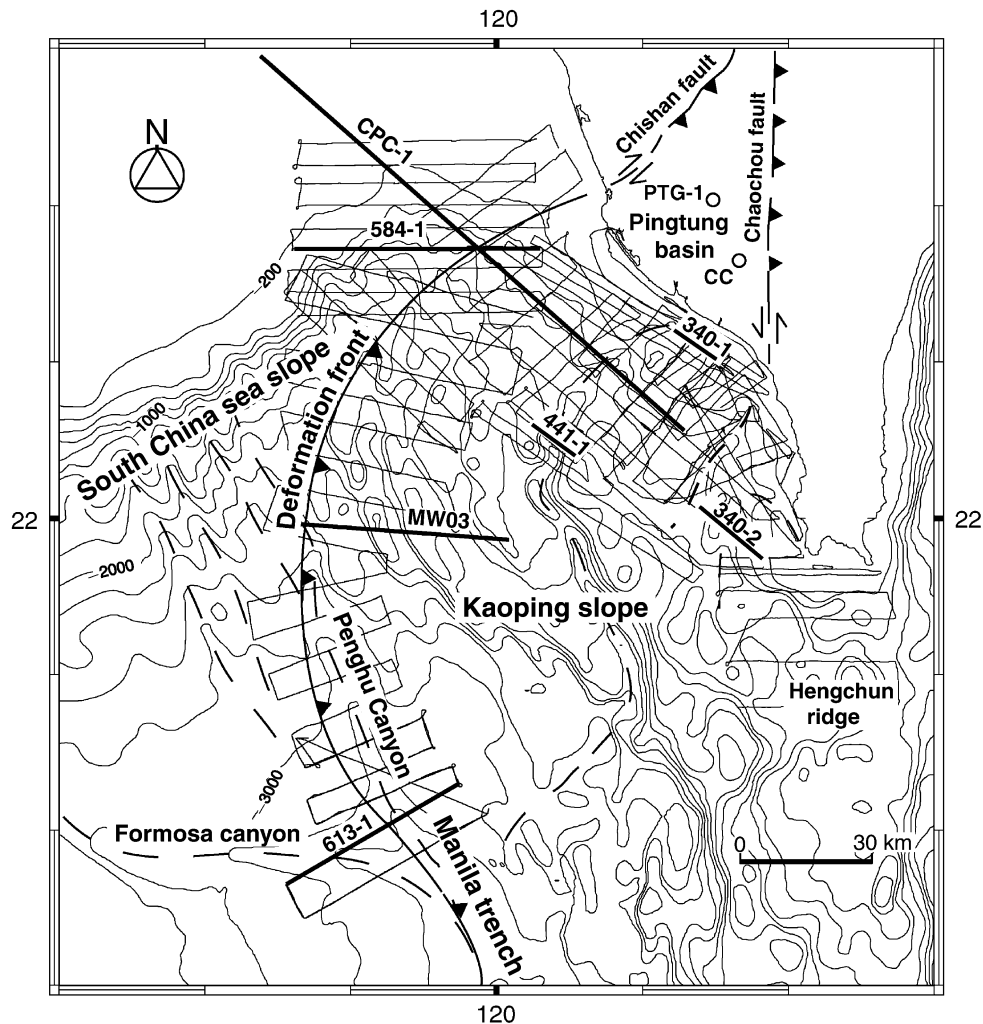 120
N
CPC-1
Chishan fault
Chaochou fault
PTG-1
Pingtung
basin
CC
584-1
200
340-1
South China sea slope
1000
Deformation front
441-1
22
22
MW03
340-2
2000
Kaoping slope
Penghu Canyon
Hengchun
ridge
3000
Formosa canyon
613-1
Manila trench
0
30 km
120